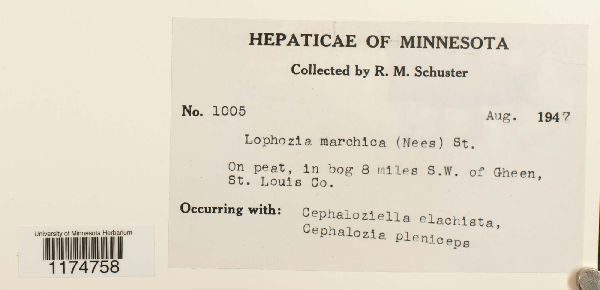 HEPATICAE OF MINNESOTA
Collected by R. M. Schuster
No. 1005 Aug. 1947
Lophozia marchica (Nees) St.
On peat, in bog 8 miles S.W. of Gheen,
St. Louis Co.
Occurring with: Cephaloziella elachista,
Cephalozia pleniceps
University of Minnesota Herbarium
1174758